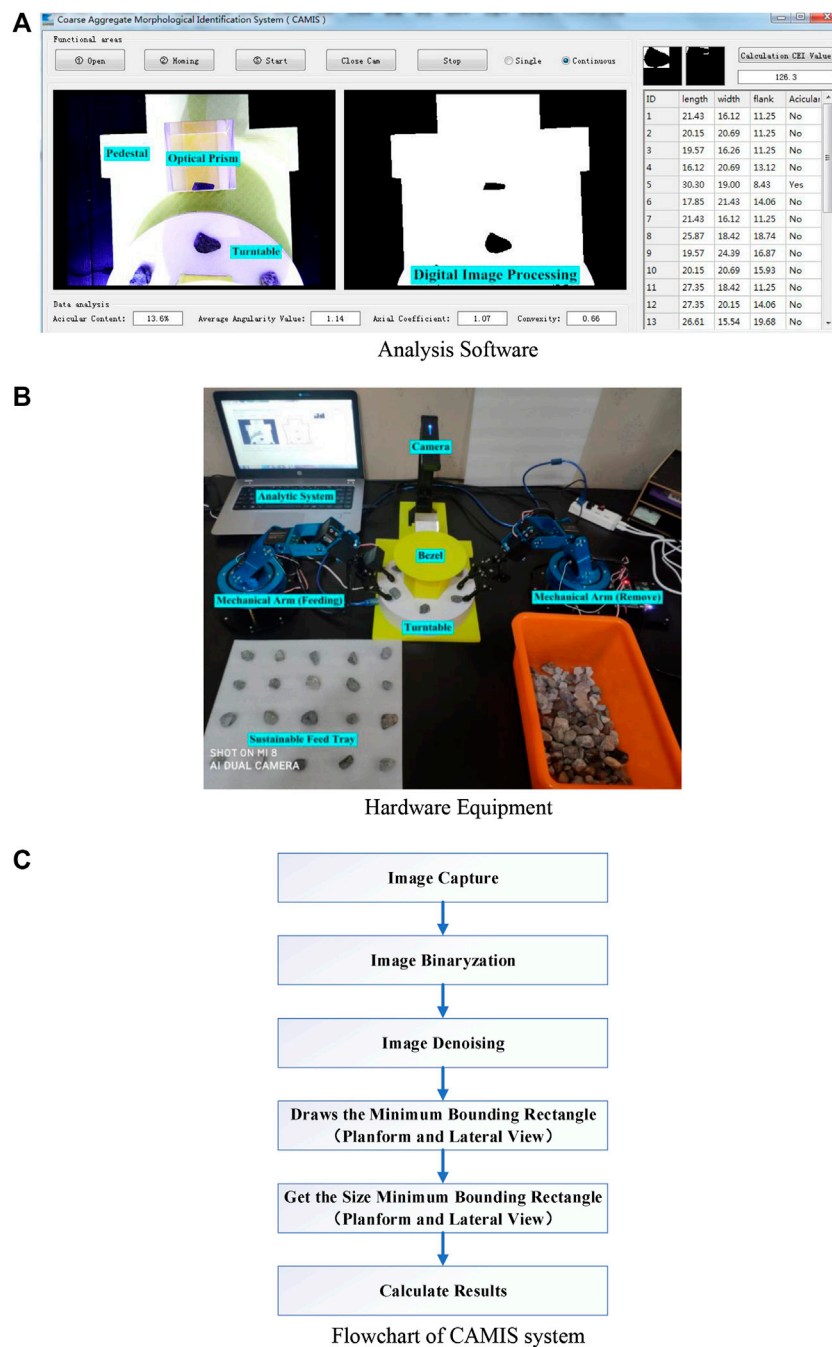 A
Coarse Aggregate Morphological Identification System (CAMIS)
Functional areas
① Open ② Homing ③ Start Close Cam Stop Single Continuous
Calculation CEI Value
126.3
Pedestal
Optical Prism
Turntable
Digital Image Processing
ID length width flank Acicular
1 21.43 16.12 11.25 No
2 20.15 20.69 11.25 No
3 19.57 16.26 11.25 No
4 16.12 20.69 13.12 No
5 30.30 19.00 8.43 Yes
6 17.85 21.43 14.06 No
7 21.43 16.12 11.25 No
8 25.87 18.42 18.74 No
9 19.57 24.39 16.87 No
10 20.15 20.69 15.93 No
11 27.35 18.42 11.25 No
12 27.35 20.15 14.06 No
13 26.61 15.54 19.68 No
Data analysis
Acicular Content: 13.6% Average Angularity Value: 1.14 Axial Coefficient: 1.07 Convexity: 0.66
Analysis Software
B
Camera
Analytic System
Bezel
Mechanical Arm (Feeding)
Mechanical Arm (Remove)
Turntable
Sustainable Feed Tray
SHOT ON MI 8
AI DUAL CAMERA
Hardware Equipment
C
Image Capture
Image Binaryzation
Image Denoising
Draws the Minimum Bounding Rectangle
(Planform and Lateral View)
Get the Size Minimum Bounding Rectangle
(Planform and Lateral View)
Calculate Results
Flowchart of CAMIS system